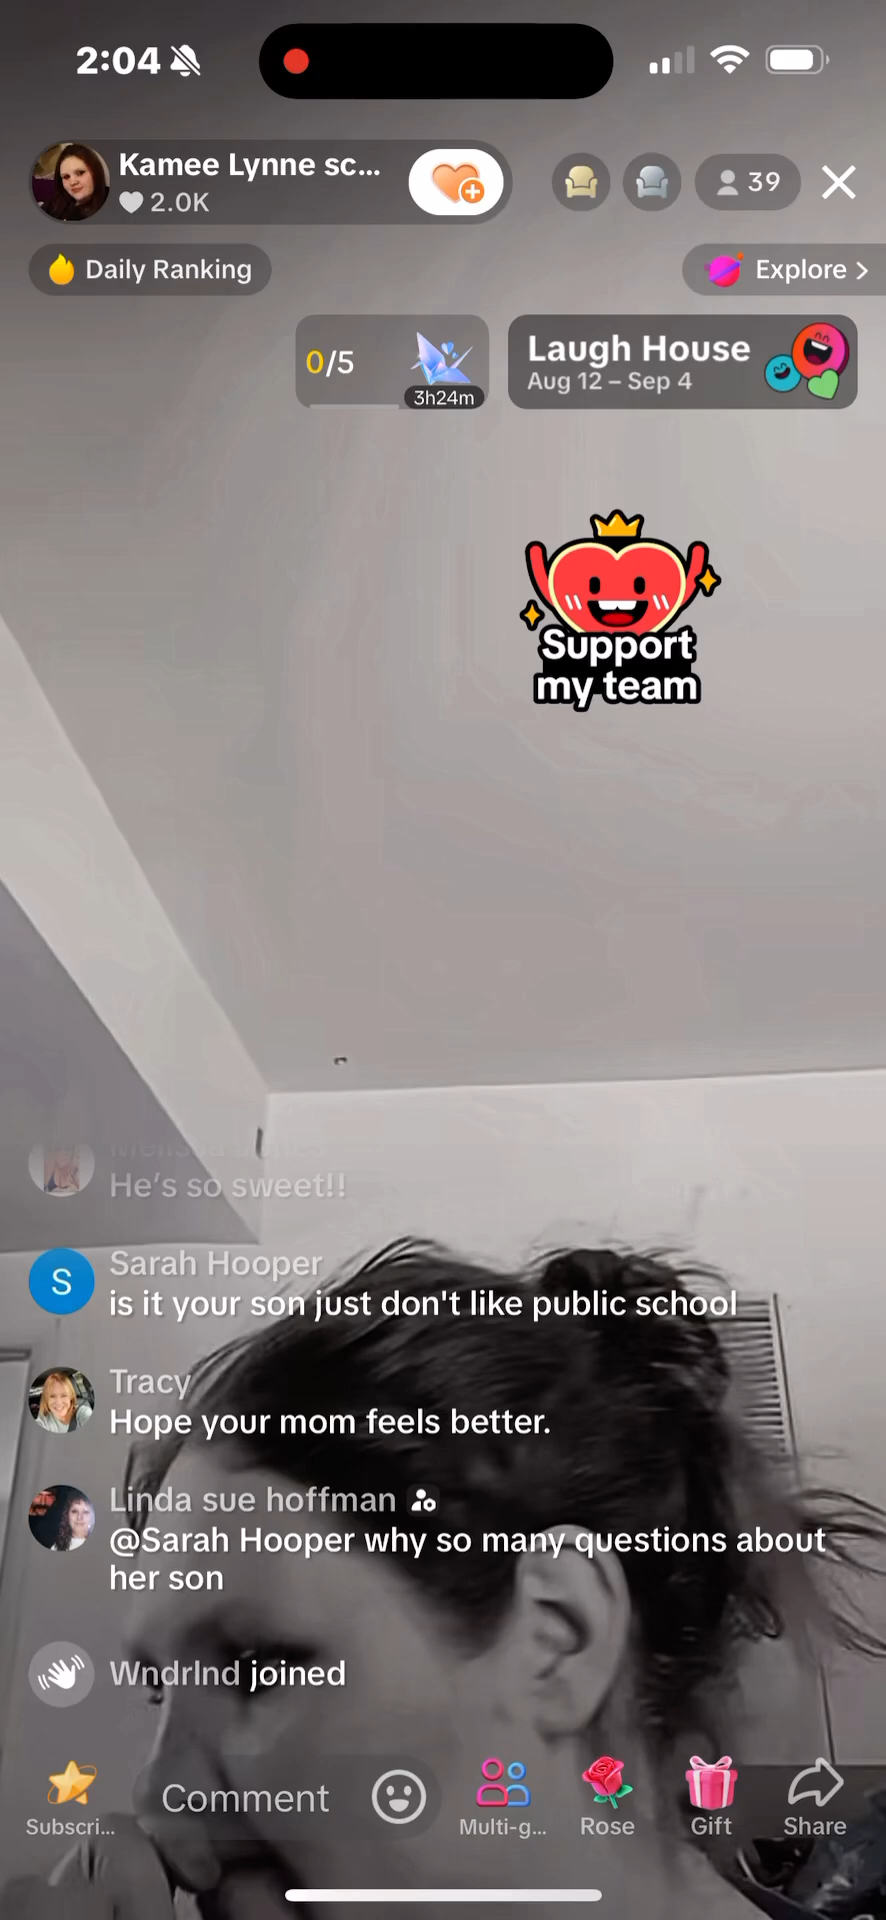 2:04
Kamee Lynne sc...
2.0K
39
Daily Ranking
Explore >
0/5
3h24m
Laugh House
Aug 12 – Sep 4
Support
my team
He's so sweet!!
S
Sarah Hooper
is it your son just don't like public school
Tracy
Hope your mom feels better.
Linda sue hoffman
@Sarah Hooper why so many questions about
her son
WndrInd joined
Comment
Subscri...
Multi-g...
Rose
Gift
Share